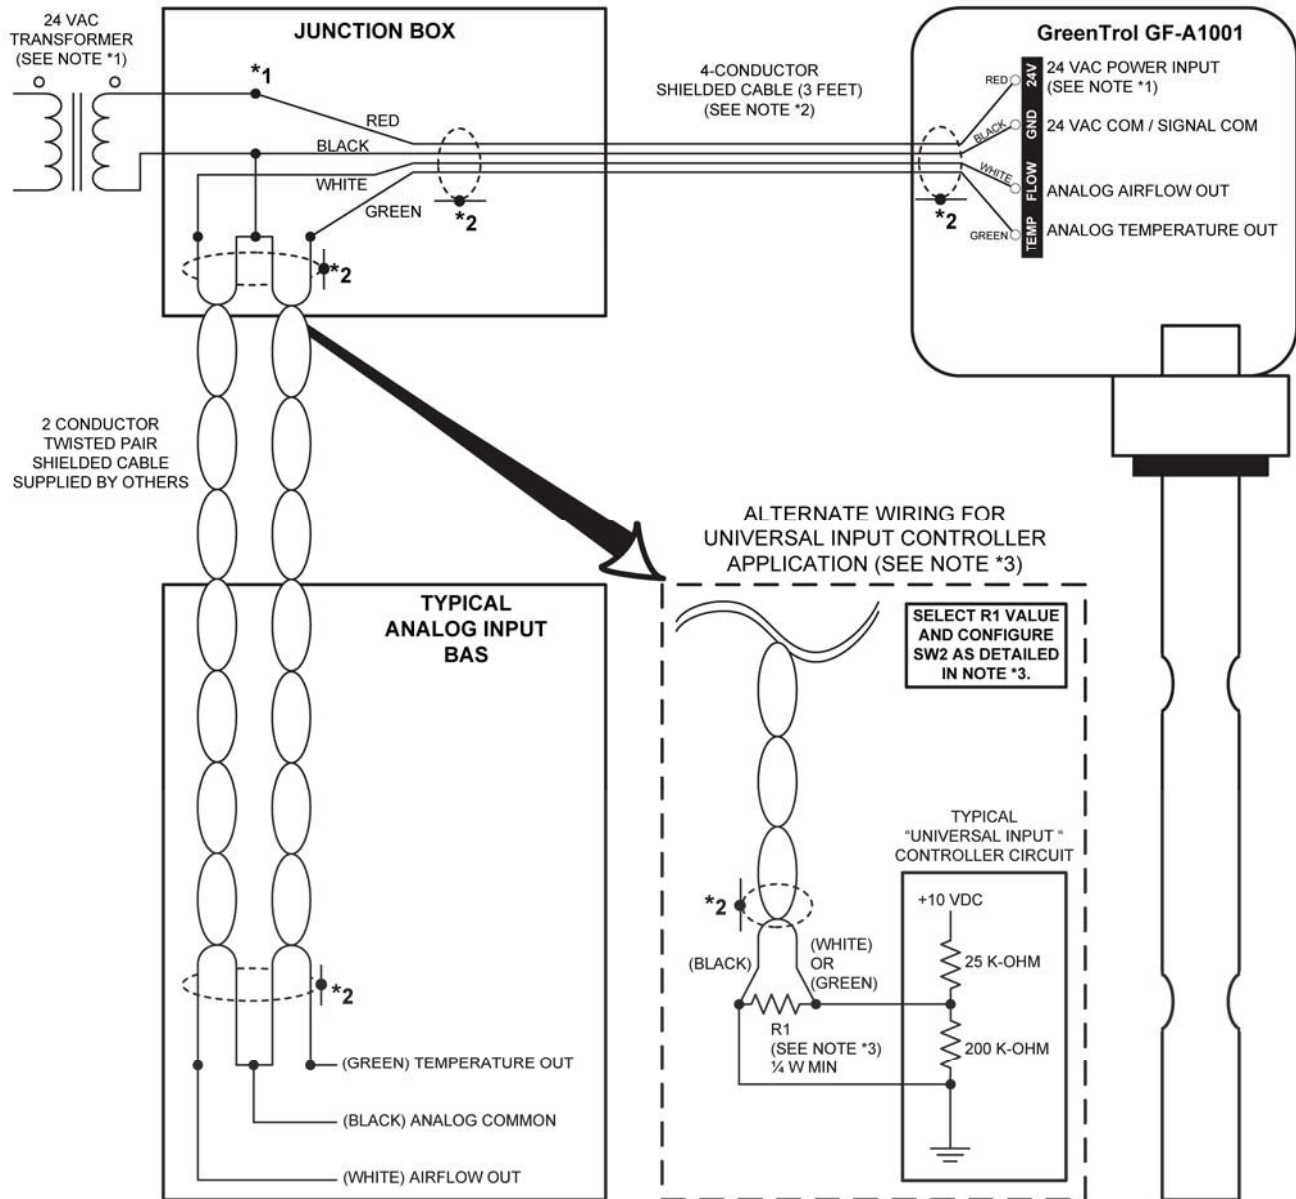 24 VAC
TRANSFORMER
(SEE NOTE *1)
JUNCTION BOX
*1
RED
BLACK
WHITE
GREEN
*2
*2
4-CONDUCTOR
SHIELDED CABLE (3 FEET)
(SEE NOTE *2)
*2
GreenTrol GF-A1001
RED
BLACK
WHITE
GREEN
24V
GND
FLOW
TEMP
24 VAC POWER INPUT
(SEE NOTE *1)
24 VAC COM / SIGNAL COM
ANALOG AIRFLOW OUT
ANALOG TEMPERATURE OUT
2 CONDUCTOR
TWISTED PAIR
SHIELDED CABLE
SUPPLIED BY OTHERS
TYPICAL
ANALOG INPUT
BAS
*2
(GREEN) TEMPERATURE OUT
(BLACK) ANALOG COMMON
(WHITE) AIRFLOW OUT
ALTERNATE WIRING FOR
UNIVERSAL INPUT CONTROLLER
APPLICATION (SEE NOTE *3)
SELECT R1 VALUE
AND CONFIGURE
SW2 AS DETAILED
IN NOTE *3.
*2
(BLACK)
(WHITE)
OR
(GREEN)
R1
(SEE NOTE *3)
¼ W MIN
TYPICAL
"UNIVERSAL INPUT "
CONTROLLER CIRCUIT
+10 VDC
25 K-OHM
200 K-OHM